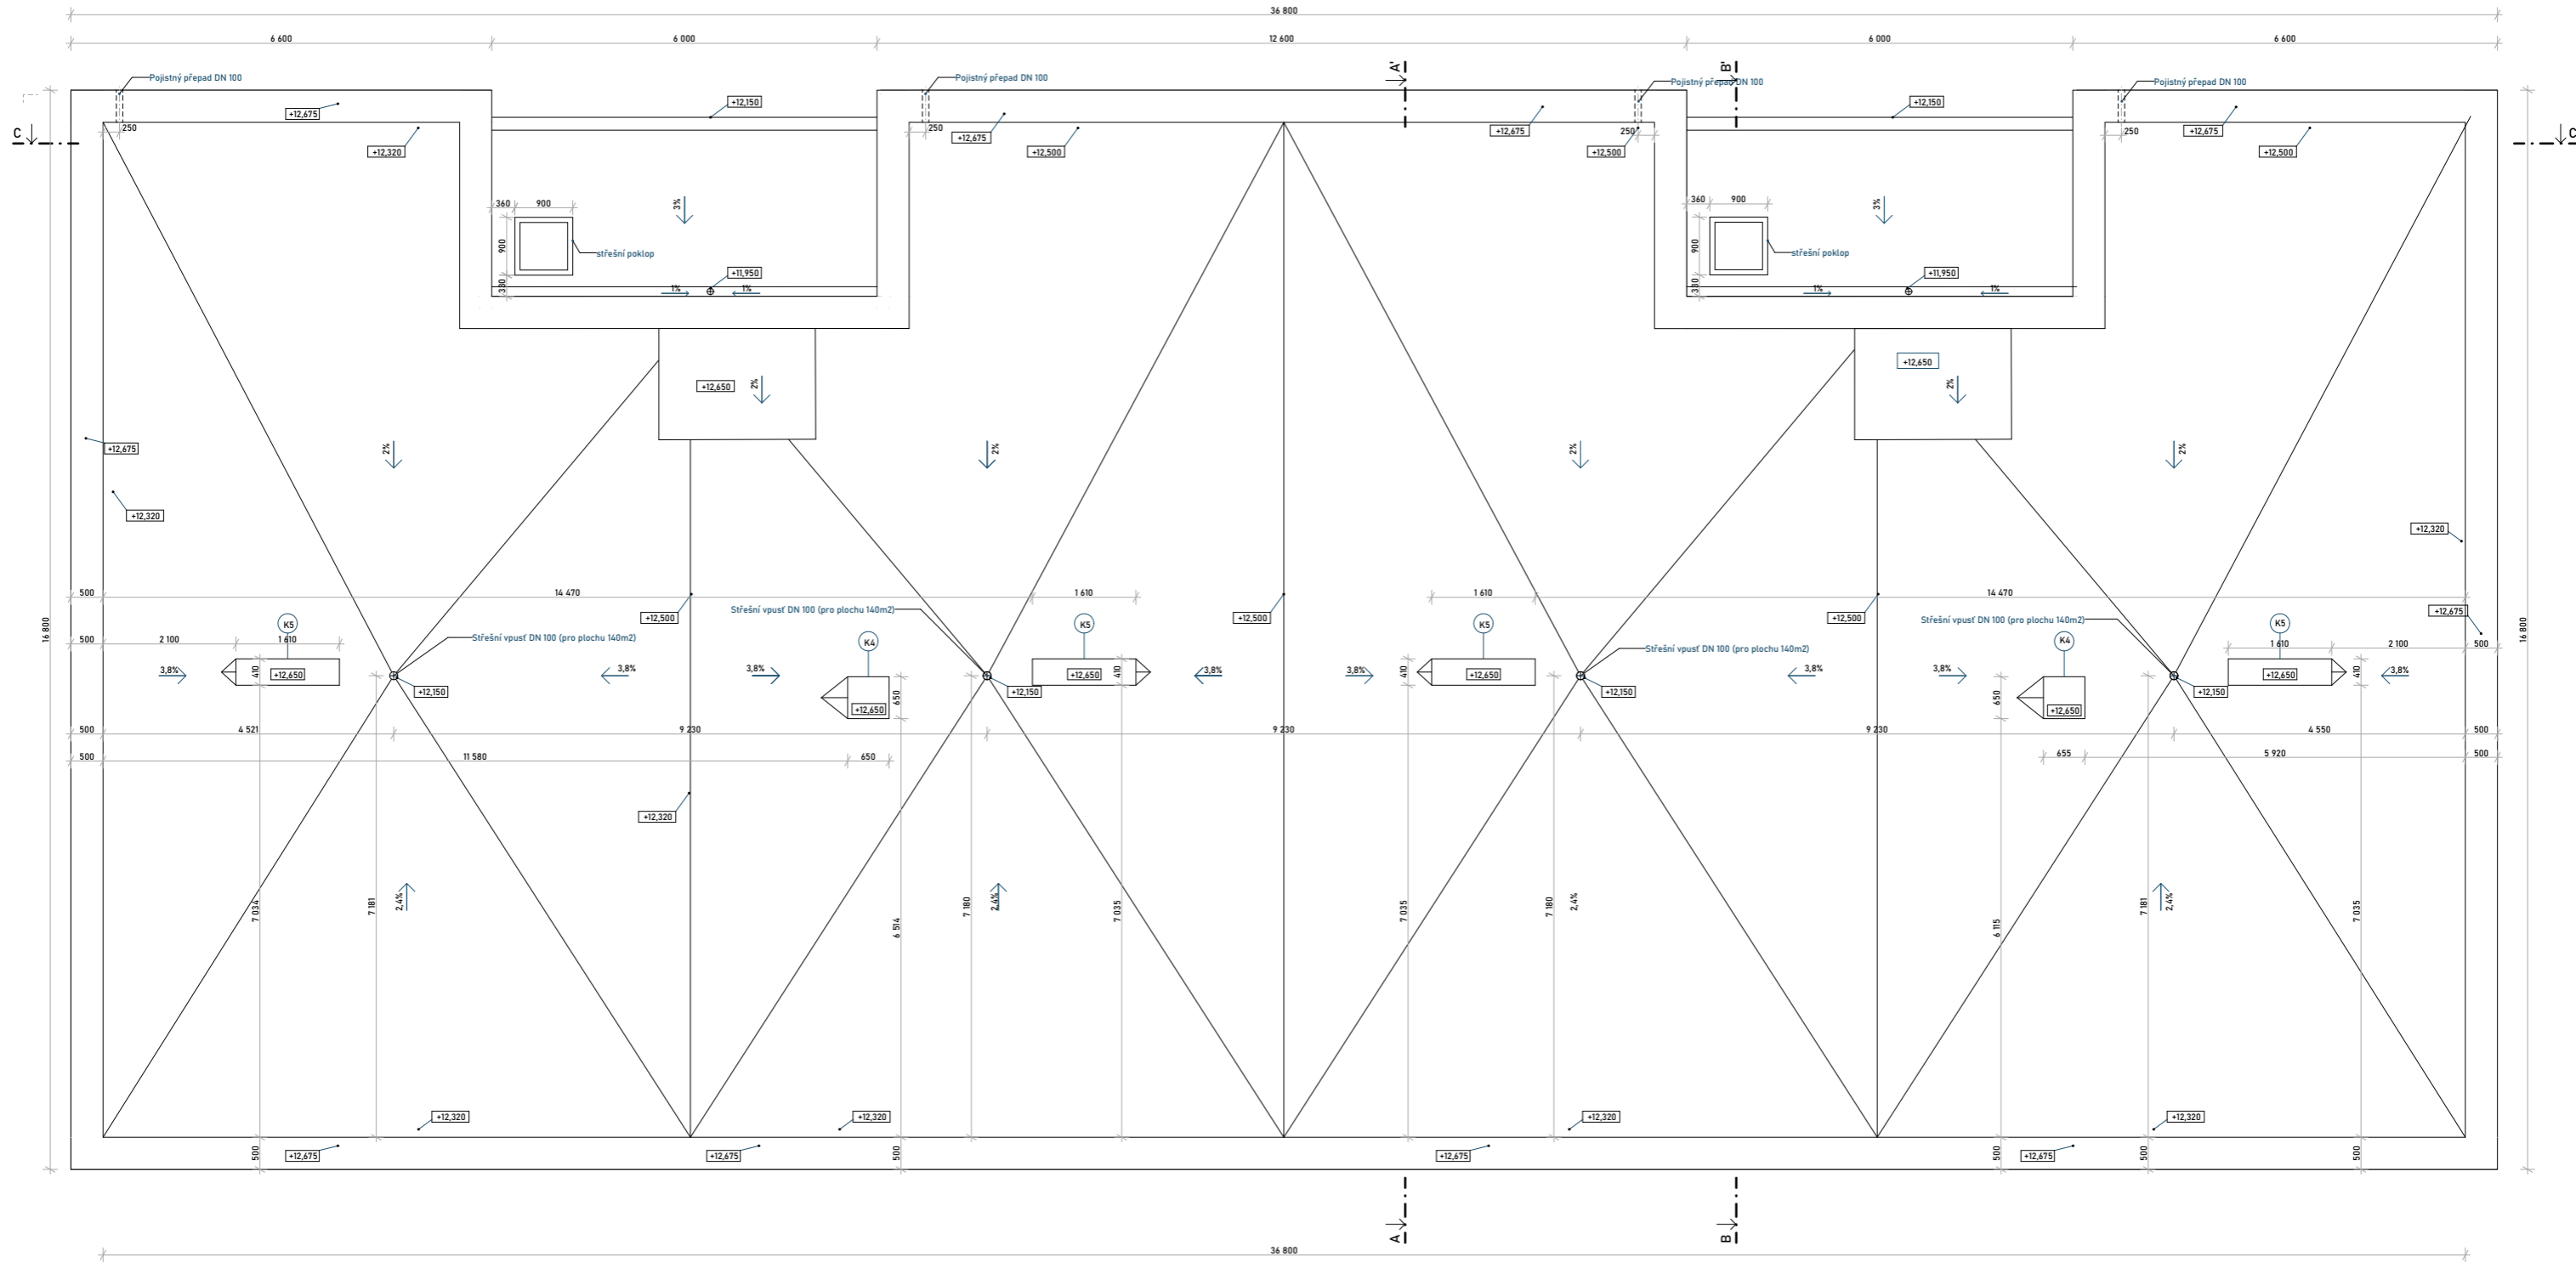 36 800
6 600 6 000 12 600 6 000 6 600
A' B'
Pojistný přepad DN 100 Pojistný přepad DN 100 Pojistný přepad DN 100 Pojistný přepad DN 100
+12,675 +12,150 +12,150
C 250 250 +12,675 +12,675 250 250 +12,675 C
+12,320 +12,500 +12,500 +12,500
360 900 3% 360 900 3%
900 střešní poklop 900 střešní poklop
+11,950 +11,950
330 1% 1% 330 1% 1%
+12,650 2% +12,650 2%
+12,675 2% 2% 2% 2%
+12,320 +12,320
500 14 470 1 610 1 610 14 470
+12,500 Střešní vpusť DN 100 (pro plochu 140m2) +12,500 +12,500 Střešní vpusť DN 100 (pro plochu 140m2) +12,675
16 800 K5 K5 K5 K5 16 800
500 2 100 1 610 Střešní vpusť DN 100 (pro plochu 140m2) K4 Střešní vpusť DN 100 (pro plochu 140m2) K4 1 610 2 100 500
3,8% +12,650 410 3,8% 3,8% +12,650 410 3,8% 3,8% 410 +12,650 3,8% 3,8% +12,650 410 3,8%
+12,150 650 +12,150 +12,150 650 +12,150
+12,650 +12,650
500 4 521 9 230 9 230 9 230 4 550 500
500 11 580 650 655 5 920 500
+12,320
7 034 7 181 2,4% 6 514 7 180 2,4% 7 035 7 035 7 180 2,4% 6 115 7 181 2,4% 7 035
+12,320 +12,320 +12,320 +12,320
500 +12,675 +12,675 500 +12,675 500 +12,675 500 500
A B
36 800